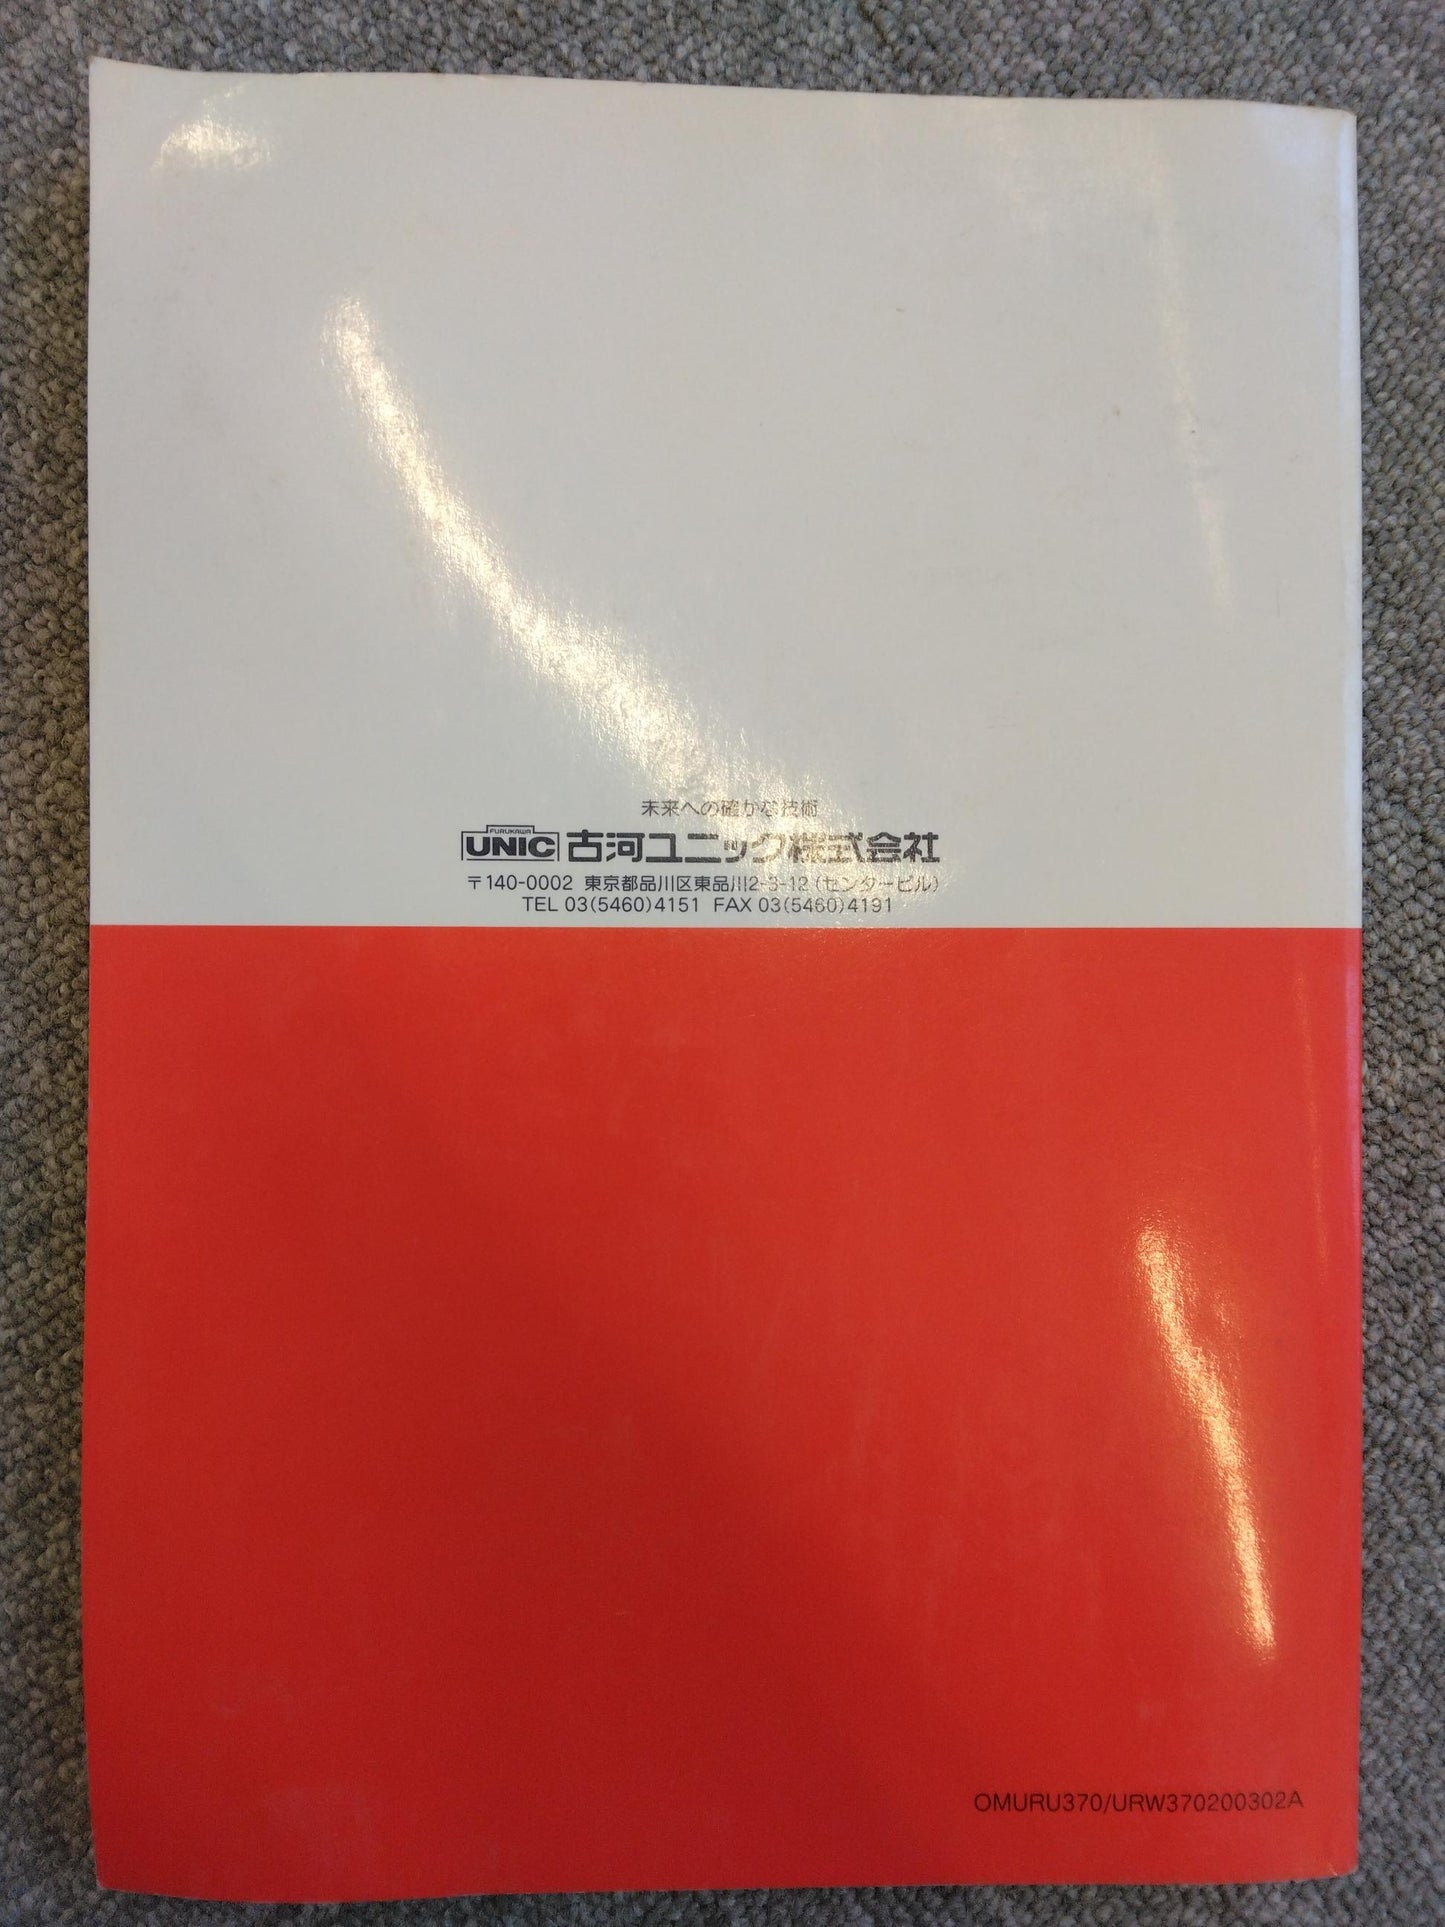 未来への確かな技術
FURUKAWA
UNIC 古河ユニック株式会社
〒140-0002 東京都品川区東品川2-3-12(センタービル)
TEL 03(5460)4151 FAX 03(5460)4191
OMURU370/URW370200302A